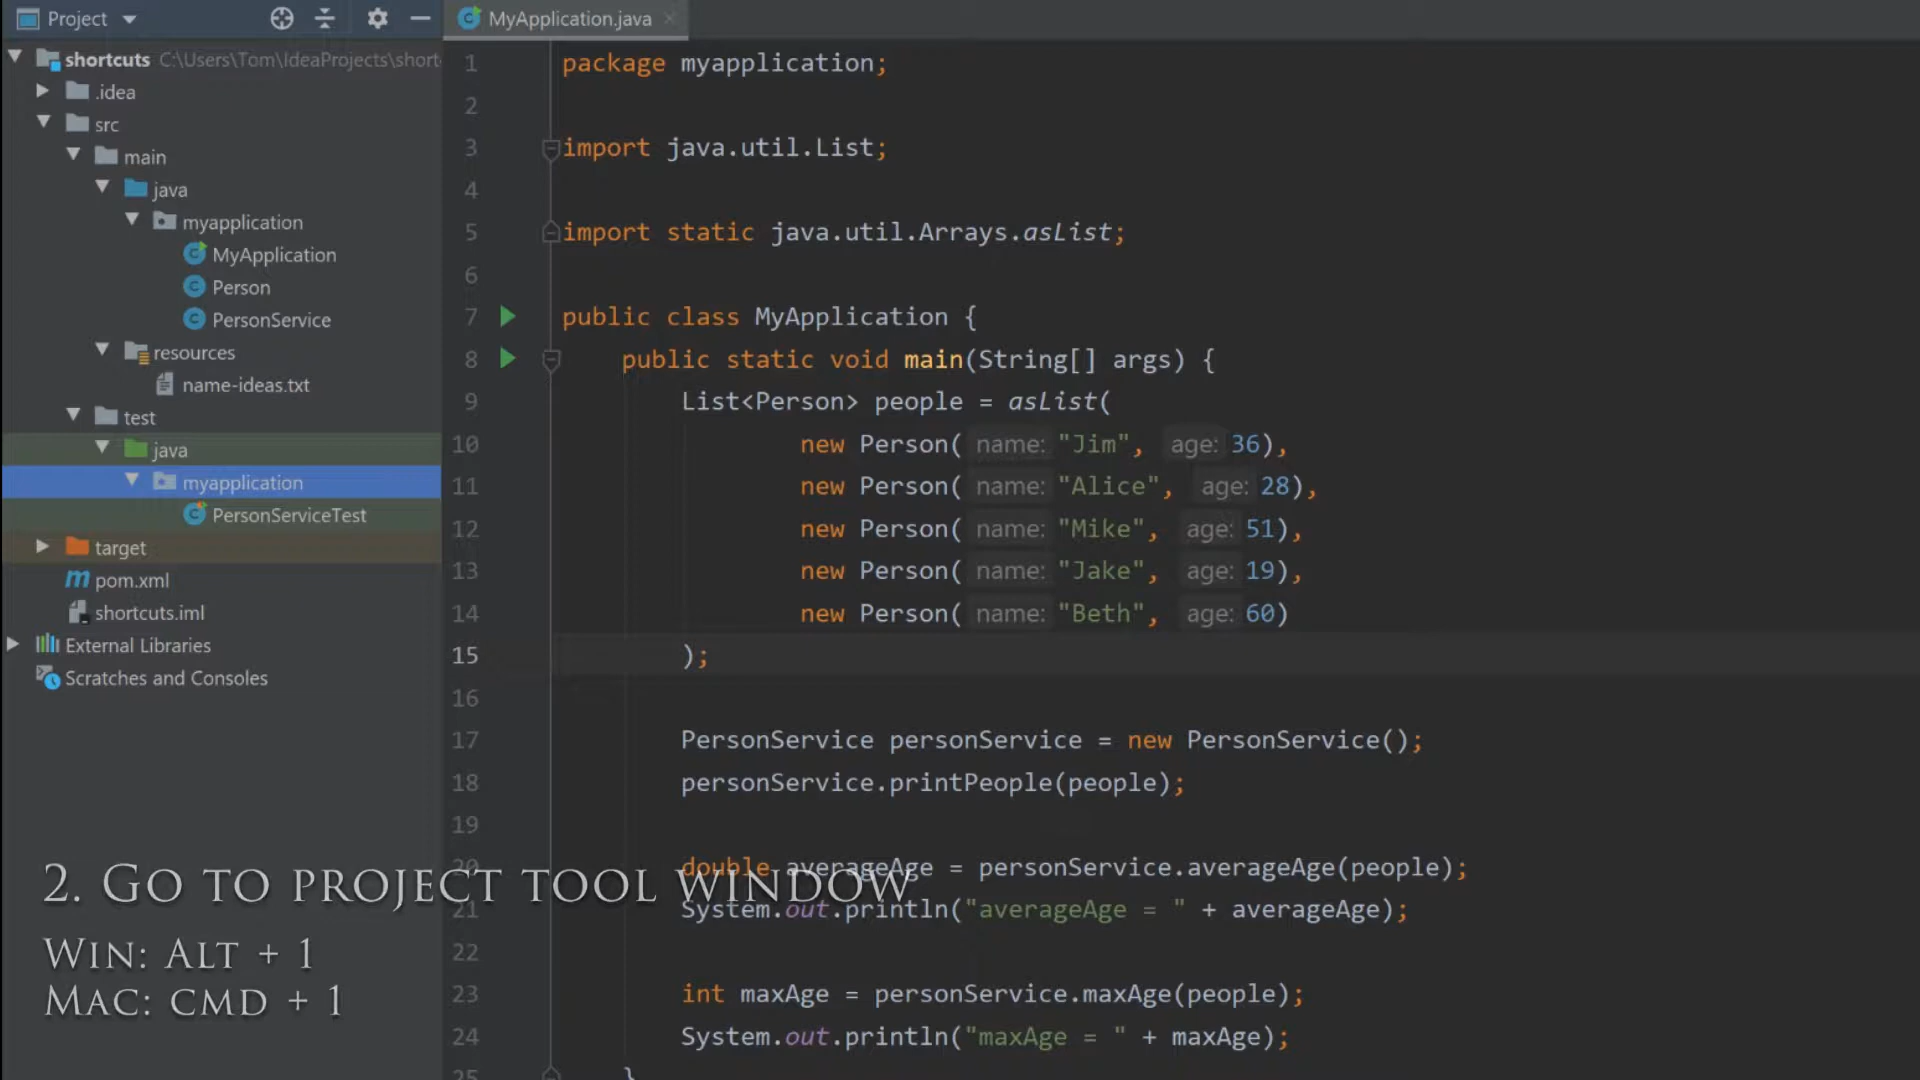 Project
MyApplication.java
shortcuts C:\Users\Tom\IdeaProjects\short
.idea
src
main
java
myapplication
MyApplication
Person
PersonService
resources
name-ideas.txt
test
java
myapplication
PersonServiceTest
target
pom.xml
shortcuts.iml
External Libraries
Scratches and Consoles
1 package myapplication;
2
3 import java.util.List;
4
5 import static java.util.Arrays.asList;
6
7 public class MyApplication {
8 public static void main(String[] args) {
9 List<Person> people = asList(
10 new Person( name: "Jim", age: 36),
11 new Person( name: "Alice", age: 28),
12 new Person( name: "Mike", age: 51),
13 new Person( name: "Jake", age: 19),
14 new Person( name: "Beth", age: 60)
15 );
16
17 PersonService personService = new PersonService();
18 personService.printPeople(people);
19
20 double averageAge = personService.averageAge(people);
21 System.out.println("averageAge = " + averageAge);
22
23 int maxAge = personService.maxAge(people);
24 System.out.println("maxAge = " + maxAge);
25 }
2. Go to project tool window
Win: Alt + 1
Mac: cmd + 1